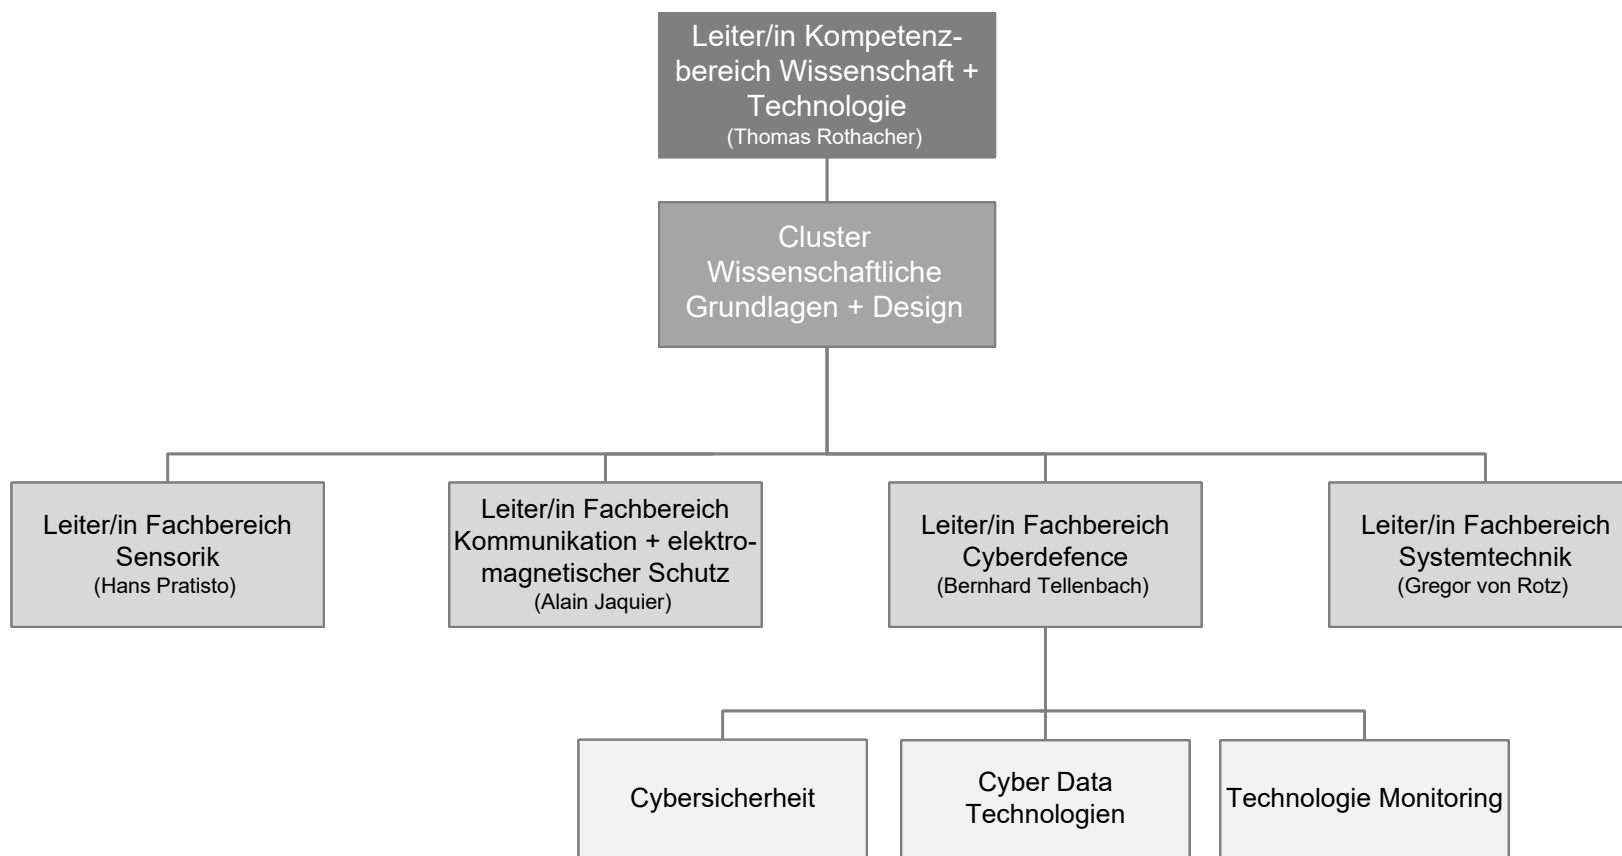 Leiter/in Kompetenz-
bereich Wissenschaft +
Technologie
(Thomas Rothacher)
Cluster
Wissenschaftliche
Grundlagen + Design
Leiter/in Fachbereich
Sensorik
(Hans Pratisto)
Leiter/in Fachbereich
Kommunikation + elektro-
magnetischer Schutz
(Alain Jaquier)
Leiter/in Fachbereich
Cyberdefence
(Bernhard Tellenbach)
Leiter/in Fachbereich
Systemtechnik
(Gregor von Rotz)
Cybersicherheit
Cyber Data
Technologien
Technologie Monitoring